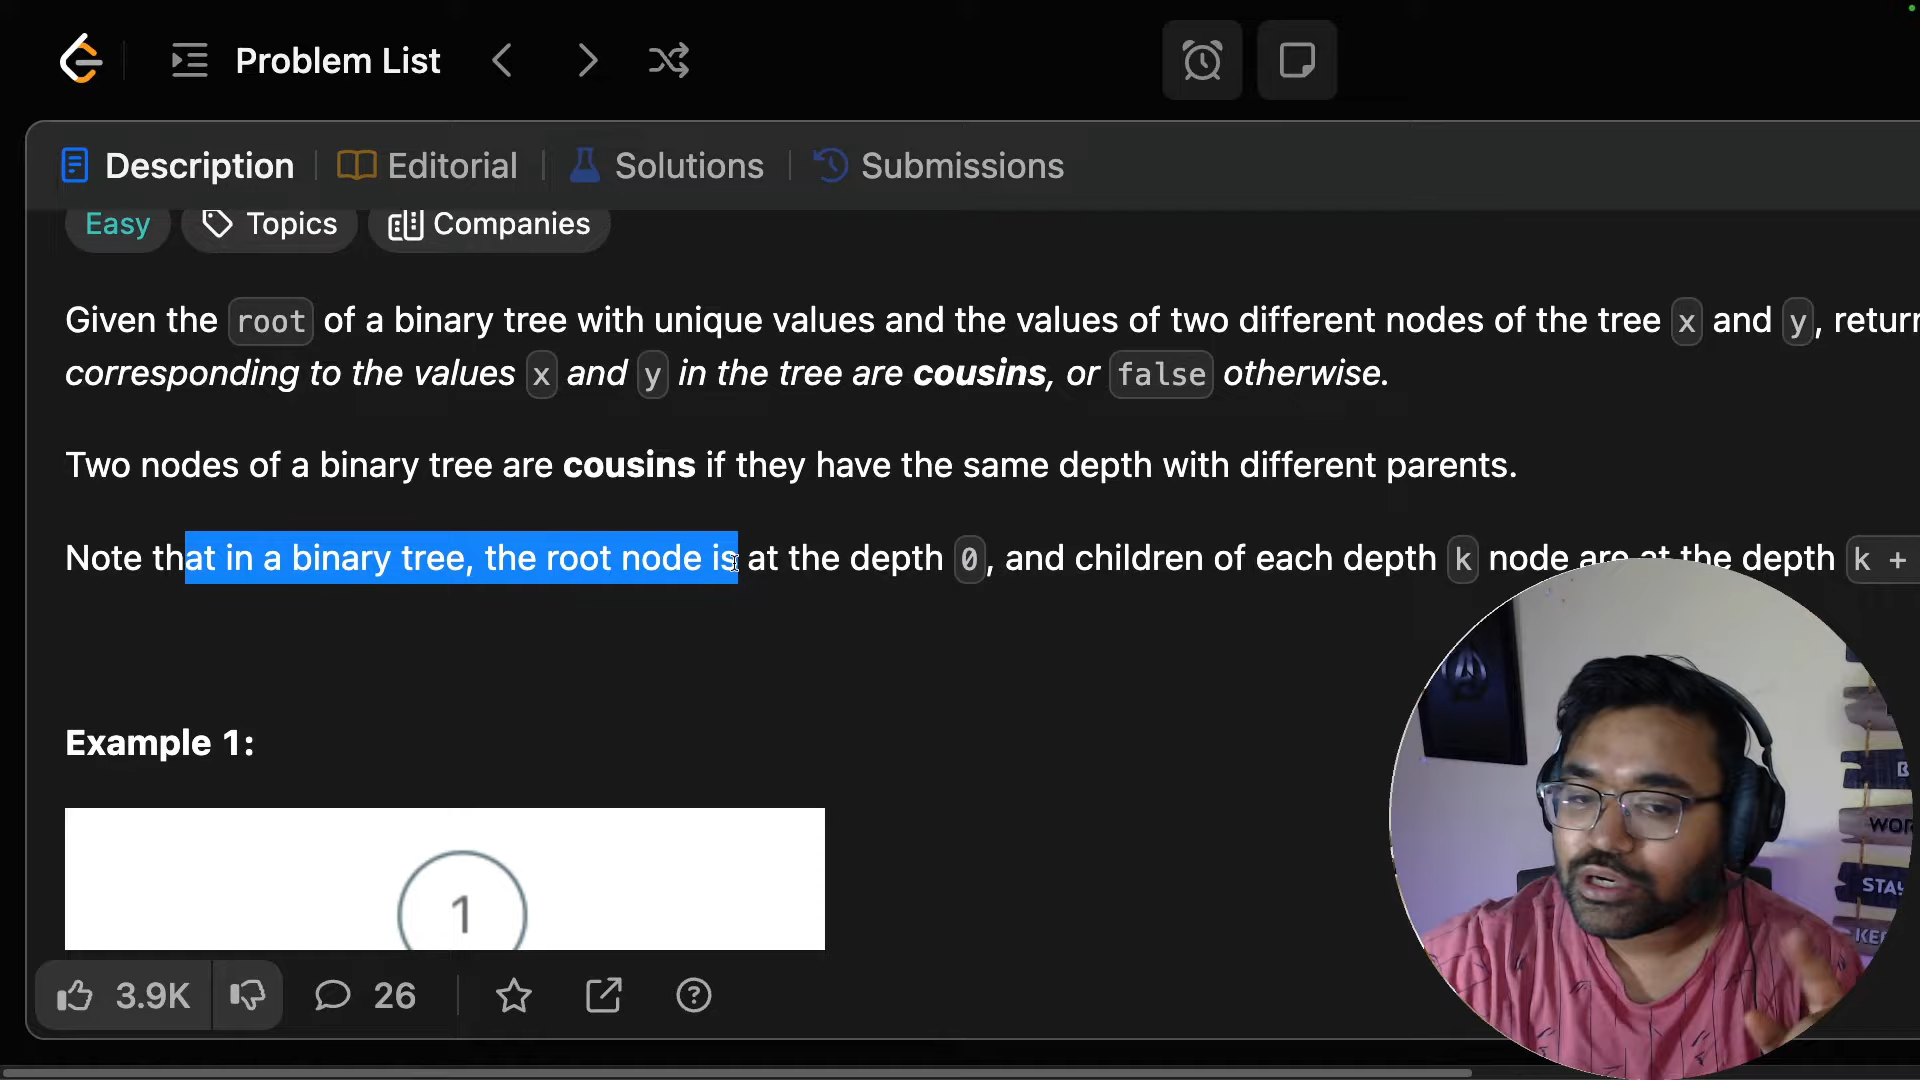 Problem List
Description
Editorial
Solutions
Submissions
Easy
Topics
Companies
Given the root of a binary tree with unique values and the values of two different nodes of the tree x and y, return
corresponding to the values x and y in the tree are cousins, or false otherwise.
Two nodes of a binary tree are cousins if they have the same depth with different parents.
Note that in a binary tree, the root node is at the depth 0, and children of each depth k node are at the depth k +
Example 1:
1
3.9K
26